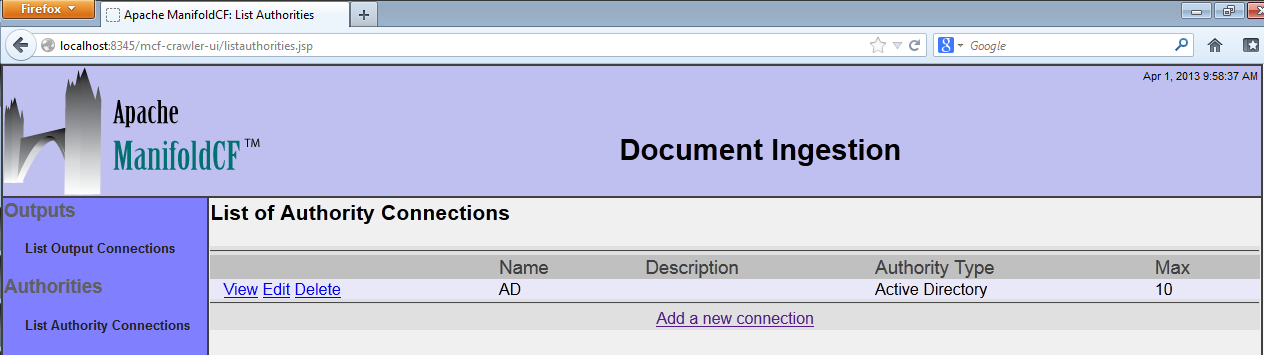 Firefox
Apache ManifoldCF: List Authorities
localhost:8345/mcf-crawler-ui/listauthorities.jsp
Google
Apr 1, 2013 9:58:37 AM
Apache
ManifoldCF™
Document Ingestion
Outputs
List Output Connections
Authorities
List Authority Connections
List of Authority Connections
Name Description Authority Type Max
View Edit Delete AD Active Directory 10
Add a new connection